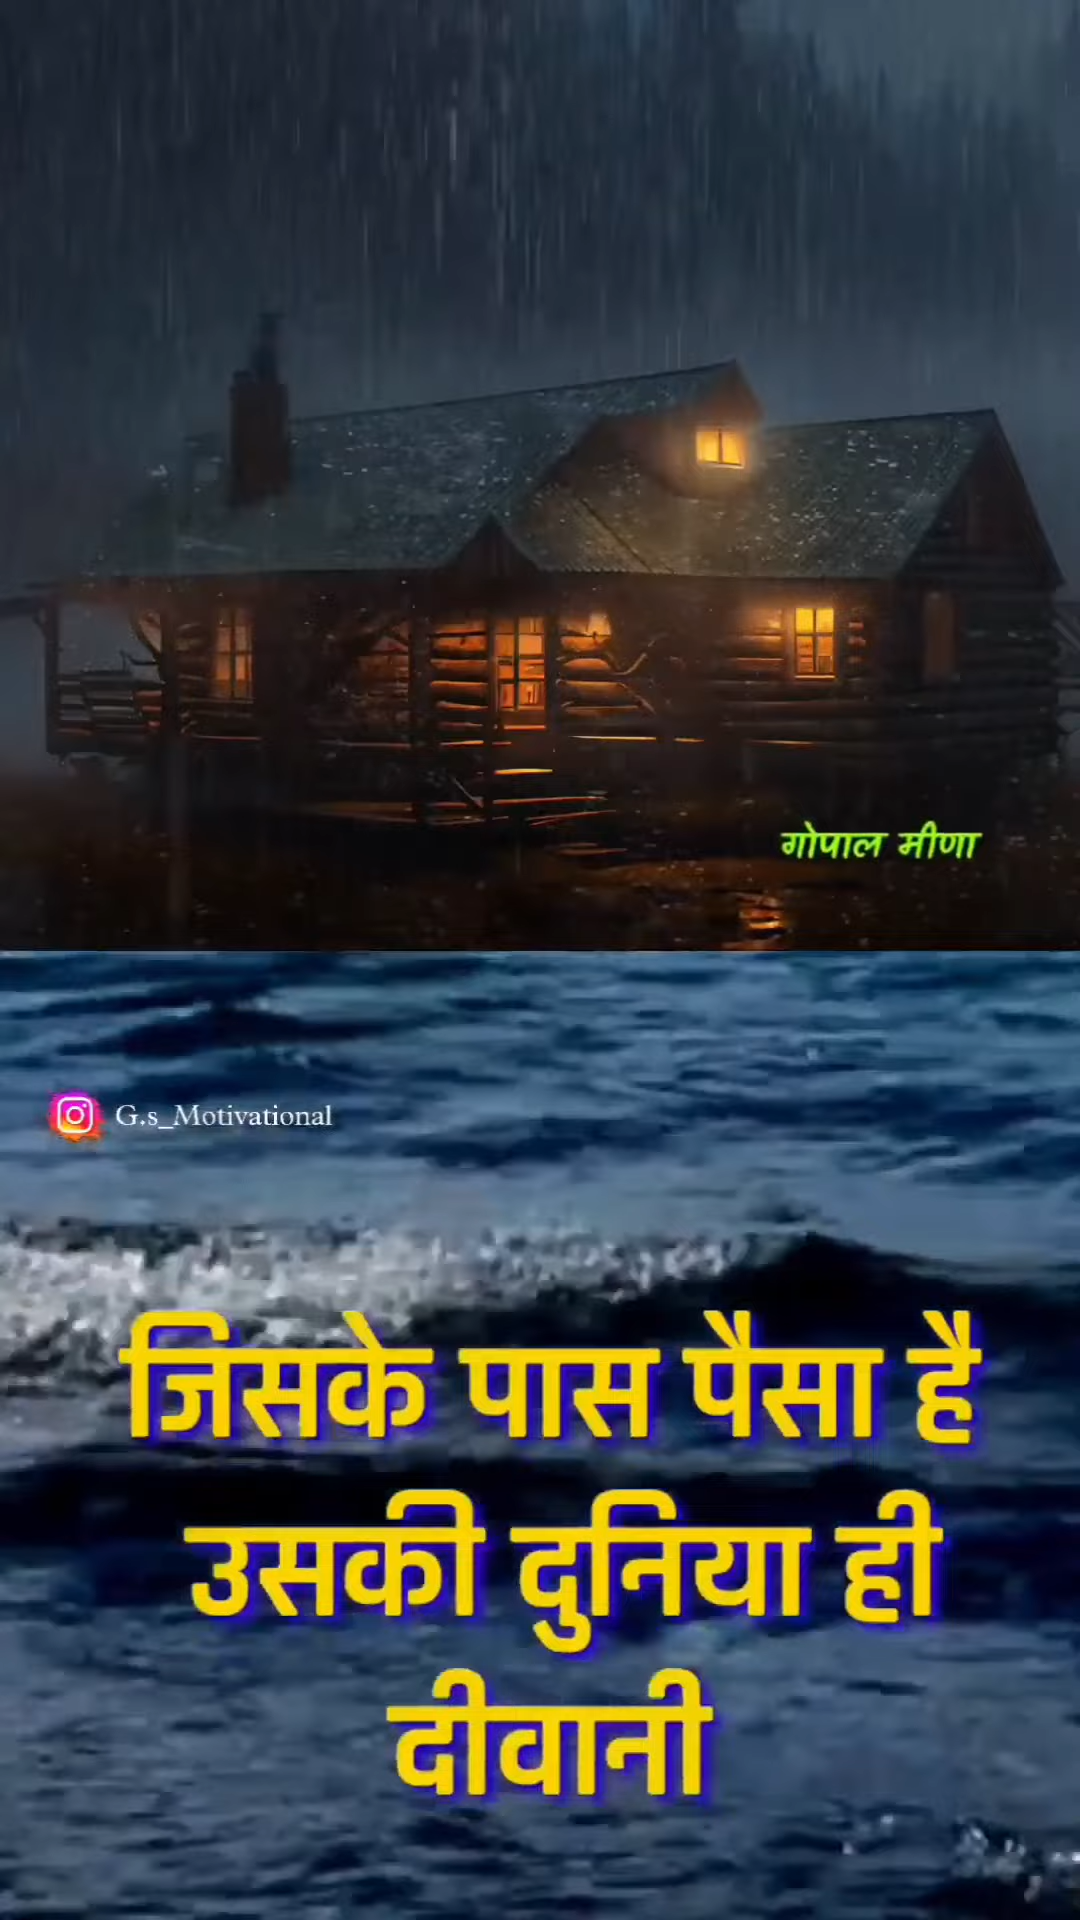 गोपाल मीणा
G.s_Motivational
जिसके पास पैसा है
उसकी दुनिया ही
दीवानी